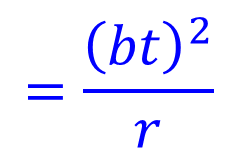 = (bt)² / r